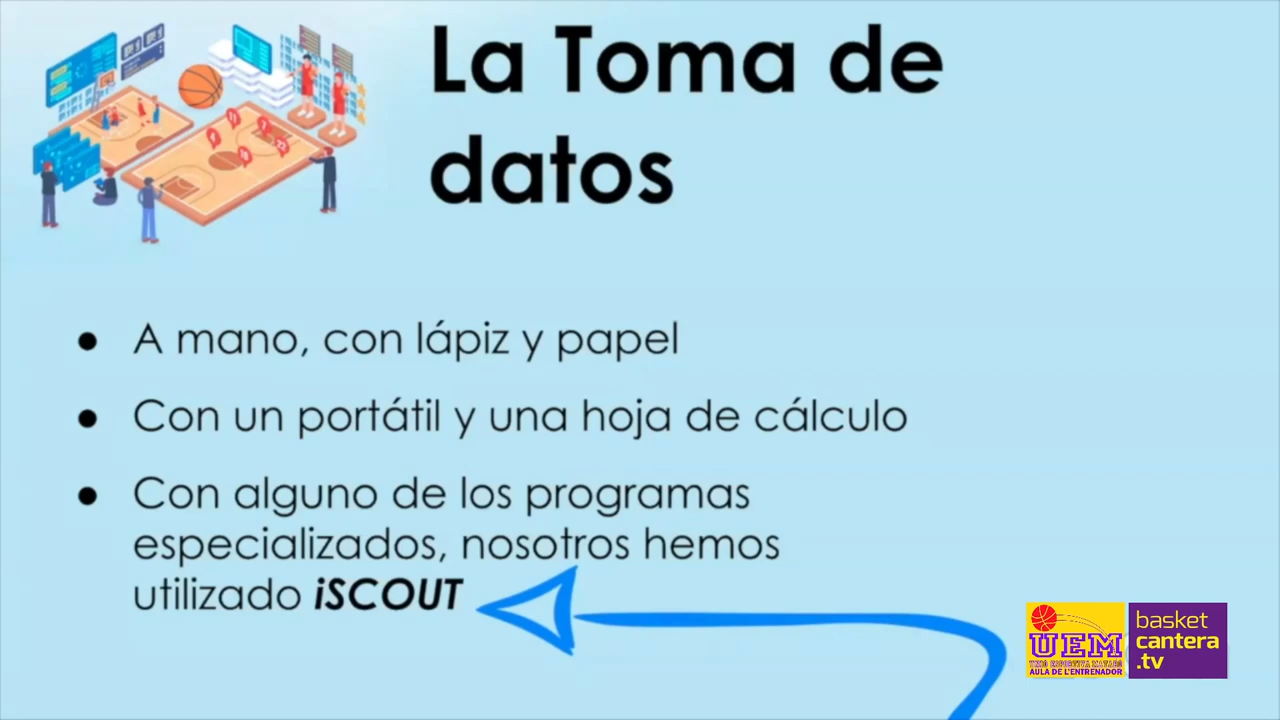 La Toma de
datos
● A mano, con lápiz y papel
● Con un portátil y una hoja de cálculo
● Con alguno de los programas
especializados, nosotros hemos
utilizado iSCOUT
UEM
AULA DE L'ENTRENADOR
basket
cantera
.tv